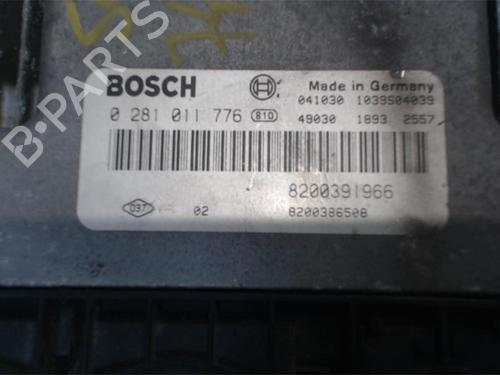 BOSCH
Made in Germany
041030 1039S04039
0 281 011 776 810
49030 1893 2557
8200391966
02
8200386508
B-Parts